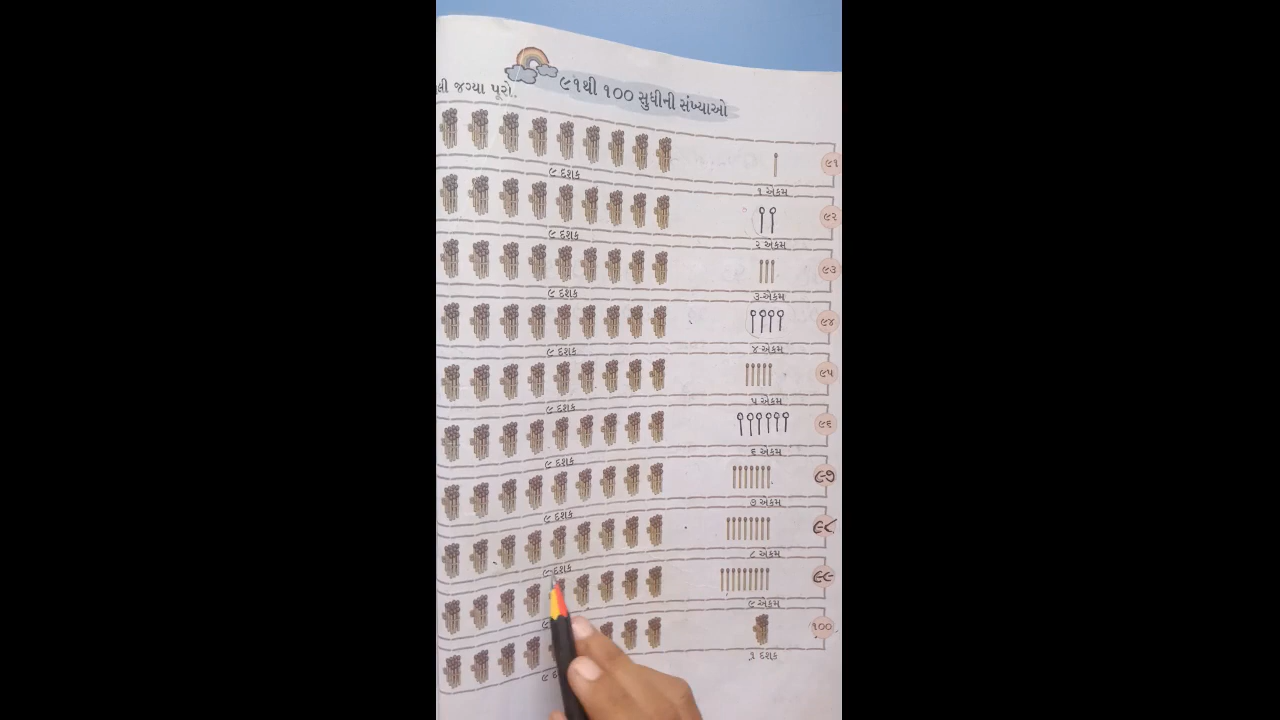 ૯૧થી ૧૦૦ સુધીની સંખ્યાઓ
જગ્યા પૂરો.
૯૧
૯ દશક ૧ એકમ
૯૨
૯ દશક ૨ એકમ
૯૩
૯ દશક ૩ એકમ
૯૪
૯ દશક ૪ એકમ
૯૫
૯ દશક ૫ એકમ
૯૬
૯ દશક ૬ એકમ
૯૭
૯ દશક ૭ એકમ
૯૮
૯ દશક ૮ એકમ
૯૯
૯ ૯ એકમ
૧૦૦
૯ ૧ દશક